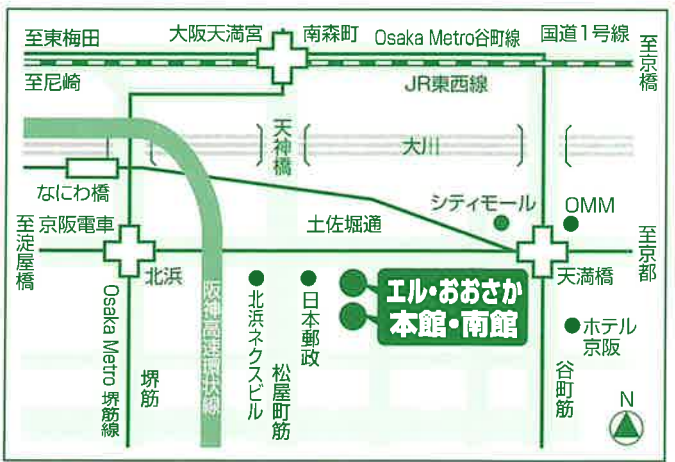 至東梅田
大阪天満宮
南森町
Osaka Metro谷町線
国道1号線
至京橋
至尼崎
JR東西線
天神橋
大川
なにわ橋
シティモール
OMM
至淀屋橋
京阪電車
土佐堀通
至京都
北浜
天満橋
エル・おおさか
本館・南館
Osaka Metro 堺筋線
堺筋
阪神高速環状線
北浜ネクスビル
松屋町筋
日本郵政
ホテル
京阪
谷町筋
N